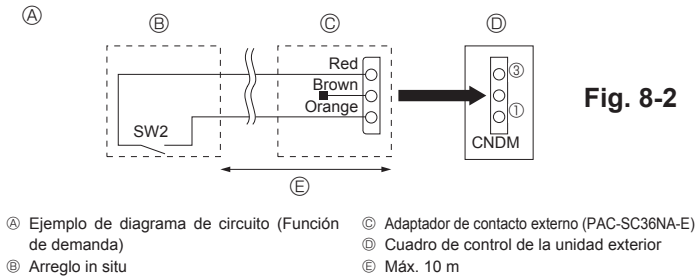 Ⓐ
Ⓑ
Ⓒ
Ⓓ
Red
Brown
Orange
SW2
③
①
CNDM
Fig. 8-2
Ⓔ
Ⓐ Ejemplo de diagrama de circuito (Función
de demanda)
Ⓑ Arreglo in situ
Ⓒ Adaptador de contacto externo (PAC-SC36NA-E)
Ⓓ Cuadro de control de la unidad exterior
Ⓔ Máx. 10 m